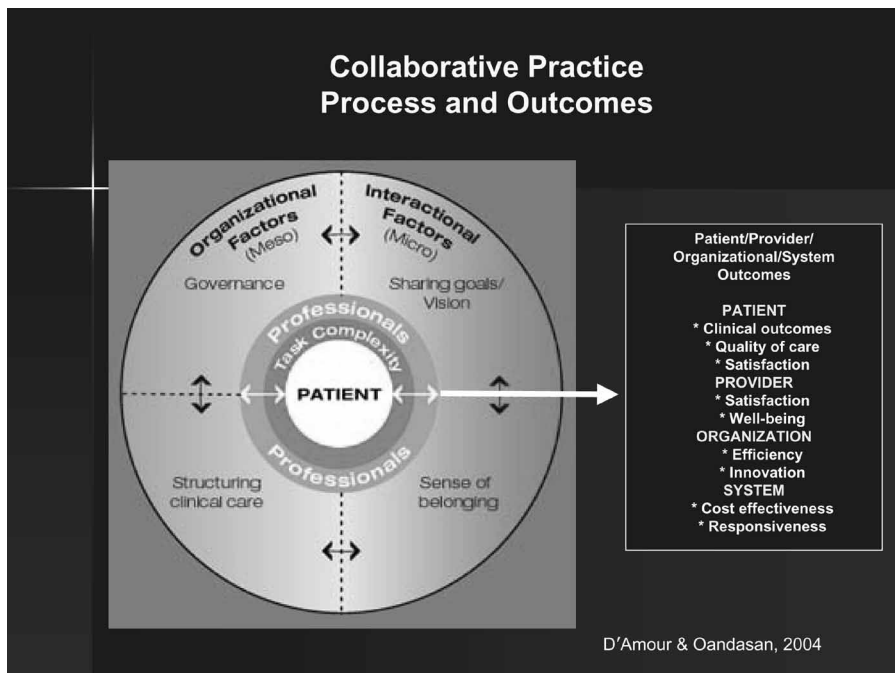 Collaborative Practice
Process and Outcomes
Organizational
Factors
(Meso)
Interactional
Factors
(Micro)
Governance
Sharing goals/
Vision
Professionals
Task Complexity
PATIENT
Professionals
Structuring
clinical care
Sense of
belonging
Patient/Provider/
Organizational/System
Outcomes
PATIENT
* Clinical outcomes
* Quality of care
* Satisfaction
PROVIDER
* Satisfaction
* Well-being
ORGANIZATION
* Efficiency
* Innovation
SYSTEM
* Cost effectiveness
* Responsiveness
D'Amour & Oandasan, 2004